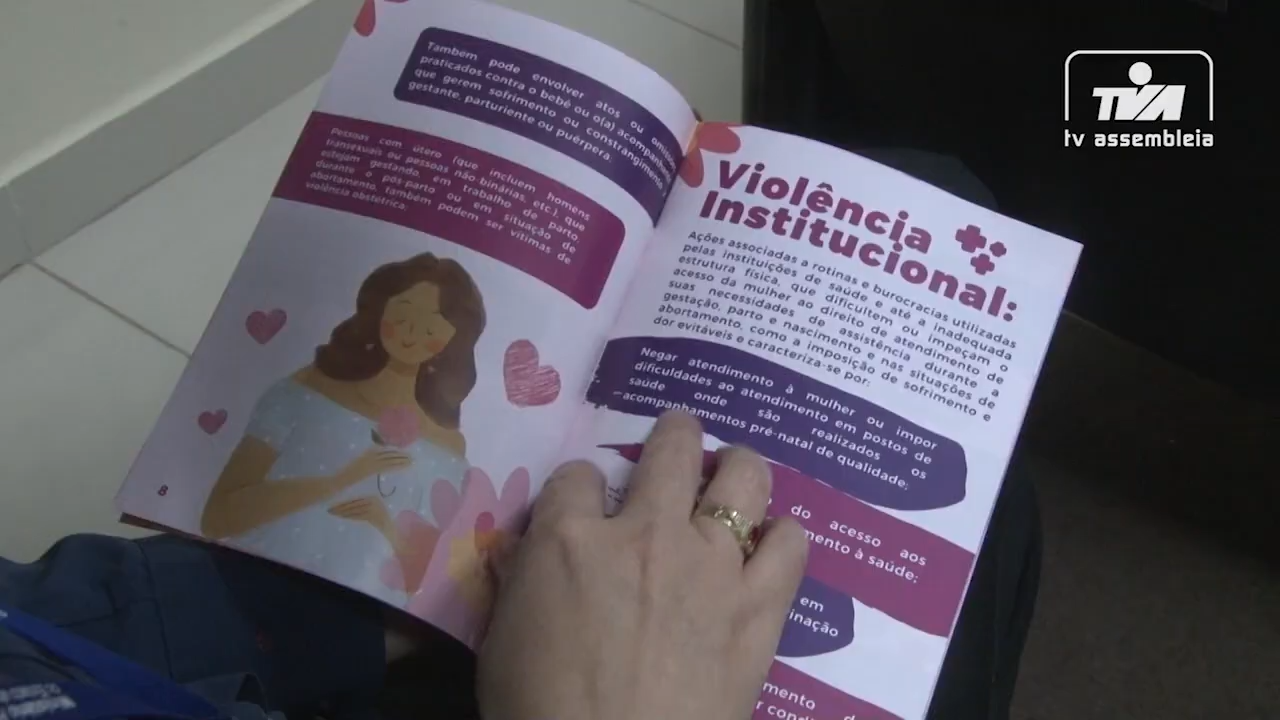 Também pode envolver atos ou
praticados contra o bebê ou o(a) acompanhante
que gerem sofrimento ou constrangimento à
gestante, parturiente ou puérpera.
Pessoas com útero (que incluem homens
transexuais ou pessoas não binárias, etc), que
estejam gestando, em trabalho de parto,
durante o pós-parto ou em situação de
abortamento, também podem ser vítimas de
violência obstétrica;
8
Violência
Institucional:
Ações associadas a rotinas e burocracias utilizadas
pelas instituições de saúde e até a inadequada
estrutura física, que dificultem ou impeçam o
acesso da mulher ao direito de atendimento de
suas necessidades de assistência durante a
gestação, parto e nascimento e nas situações de
abortamento, como a imposição de sofrimento e
dor evitáveis e caracteriza-se por:
Negar atendimento à mulher ou impor
dificuldades ao atendimento em postos de
saúde onde são realizados os
acompanhamentos pré-natal de qualidade;
do acesso aos
mento à saúde;
em
inação
mento
TVA
tv assembleia